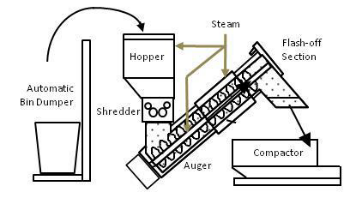 Steam
Flash-off
Section
Hopper
Automatic
Bin Dumper
Shredder
Compactor
Auger